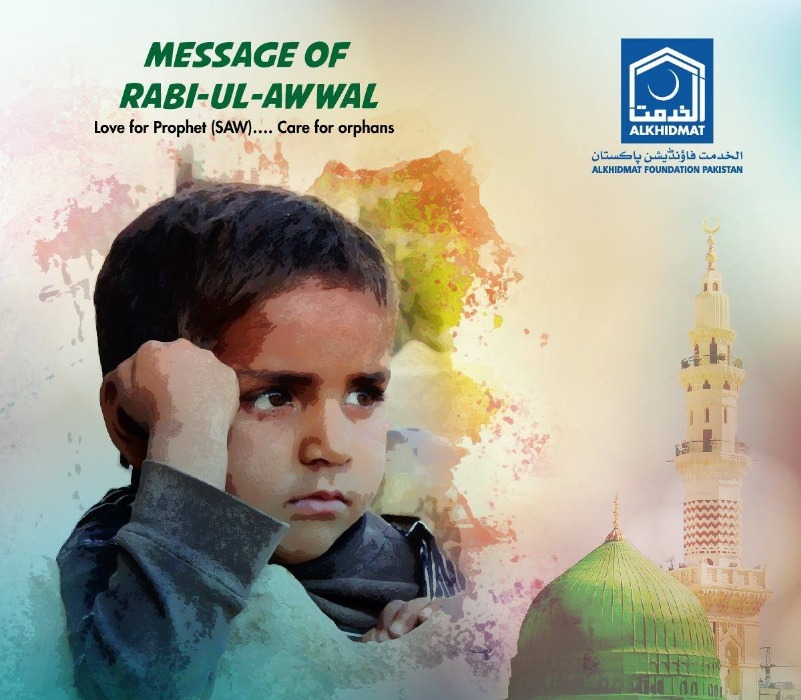 MESSAGE OF
RABI-UL-AWWAL
Love for Prophet (SAW).... Care for orphans
الخدمت
ALKHIDMAT
الخدمت فاؤنڈیشن پاکستان
ALKHIDMAT FOUNDATION PAKISTAN